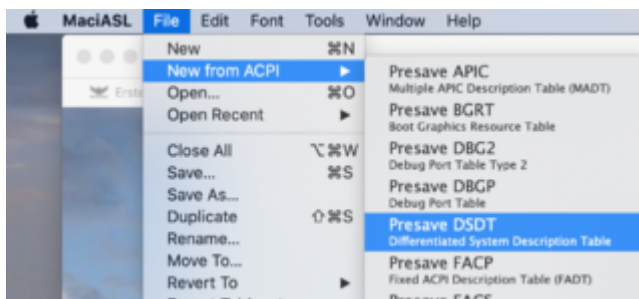 MaciASL File Edit Font Tools Window Help
New ⌘N
New from ACPI ▶
Open... ⌘O
Open Recent ▶
Close All ⌥⌘W
Save... ⌘S
Save As...
Duplicate ⇧⌘S
Rename...
Move To...
Revert To ▶
Presave APIC
Multiple APIC Description Table (MADT)
Presave BGRT
Boot Graphics Resource Table
Presave DBG2
Debug Port Table Type 2
Presave DBGP
Debug Port Table
Presave DSDT
Differentiated System Description Table
Presave FACP
Fixed ACPI Description Table (FADT)
Presave FACS
Erste